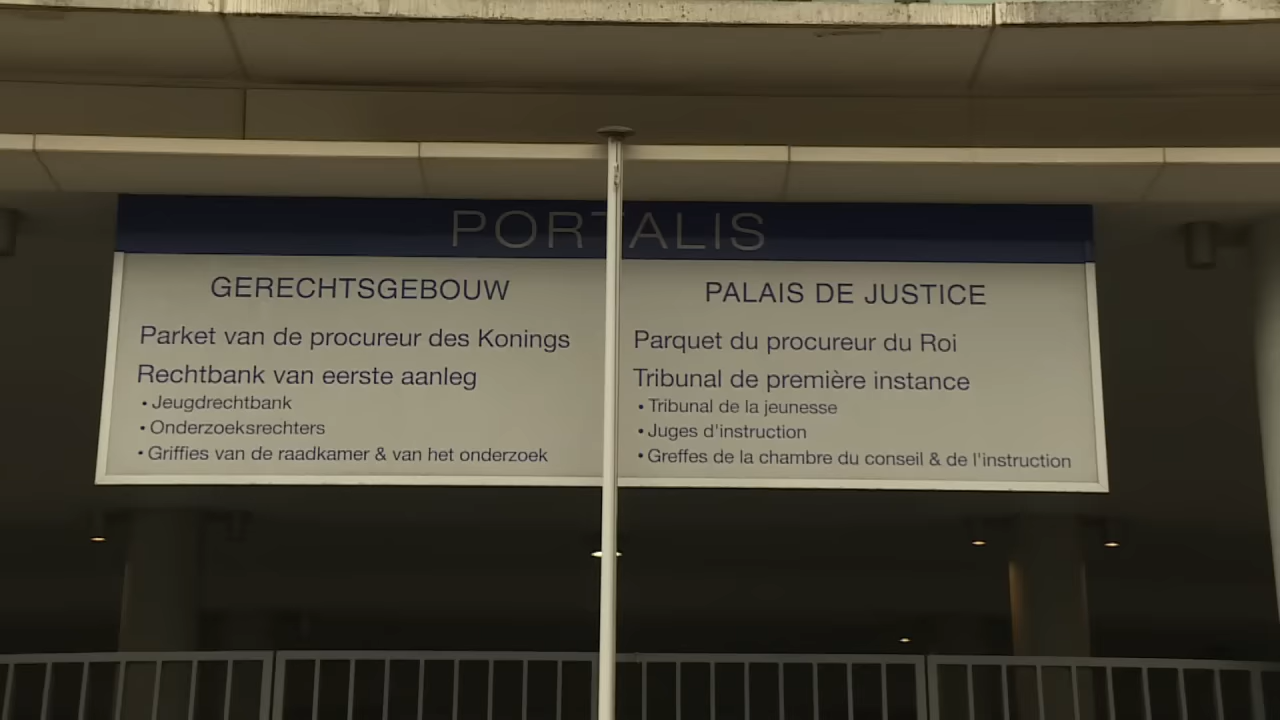 PORTALIS
GERECHTSGEBOUW
Parket van de procureur des Konings
Rechtbank van eerste aanleg
• Jeugdrechtbank
• Onderzoeksrechters
• Griffies van de raadkamer & van het onderzoek
PALAIS DE JUSTICE
Parquet du procureur du Roi
Tribunal de première instance
• Tribunal de la jeunesse
• Juges d'instruction
• Greffes de la chambre du conseil & de l'instruction